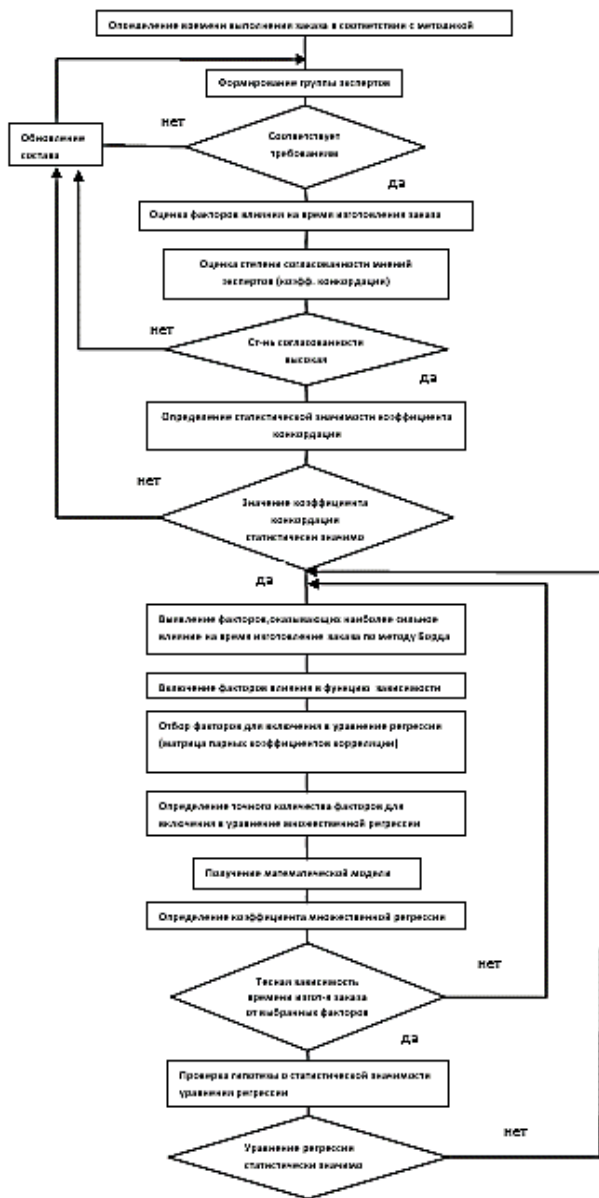 Определение времени выполнения заказа в соответствии с методикой
Формирование группы экспертов
нет
Обновление
состава
Соответствует
требованиям
да
Оценка факторов влияния на время изготовления заказа
Оценка степени согласованности мнений
экспертов (коэфф. конкордации)
нет
Ст-нь согласованности
высокая
да
Определение статистической значимости коэффициента
конкордации
нет
Значение коэффициента
конкордации
статистически значимо
да
Выявление факторов,оказывающих наиболее сильное
влияние на время изготовление заказа по методу Борда
Включение факторов влияния в функцию зависимости
Отбор факторов для включения в уравнение регрессии
(матрица парных коэффициентов корреляции)
Определение точного количества факторов для
включения в уравнение множественной регрессии
Получение математической модели
Определение коэффициента множественной регрессии
Тесная зависимость
времени изгот-я заказа
от выбранных факторов
нет
да
Проверка гипотезы о статистической значимости
уравнения регрессии
Уравнение регрессии
статистически значимо
нет